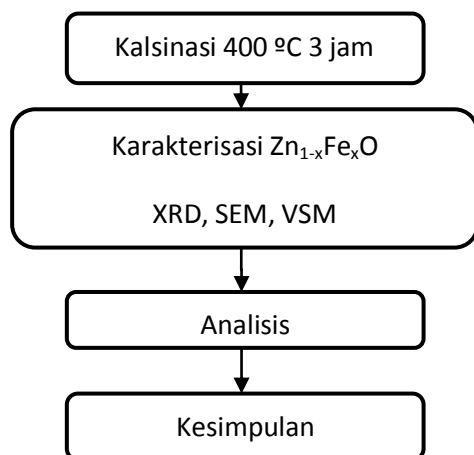 Kalsinasi 400 ºC 3 jam
Karakterisasi Zn₁₋ₓFeₓO
XRD, SEM, VSM
Analisis
Kesimpulan